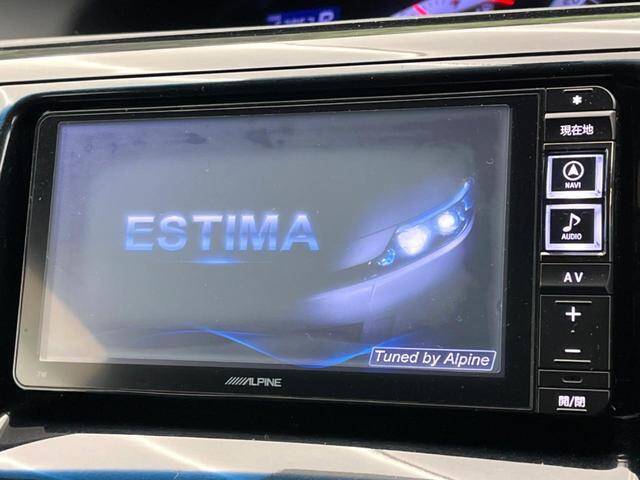 現在地
NAVI
ESTIMA
AUDIO
AV
+
−
Tuned by Alpine
ALPINE
開/閉